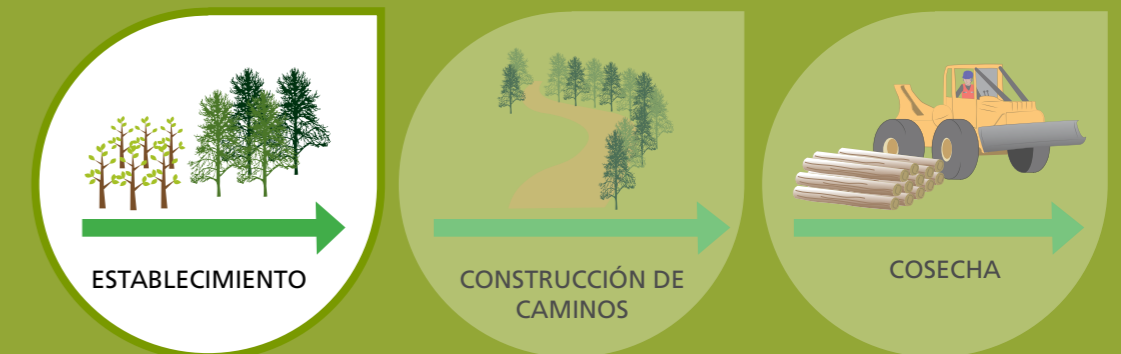 ESTABLECIMIENTO
CONSTRUCCIÓN DE
CAMINOS
COSECHA